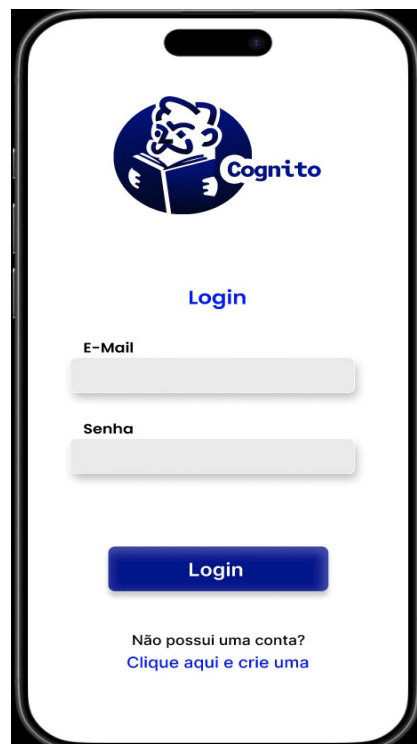 Cognito
Login
E-Mail
Senha
Login
Não possui uma conta?
Clique aqui e crie uma